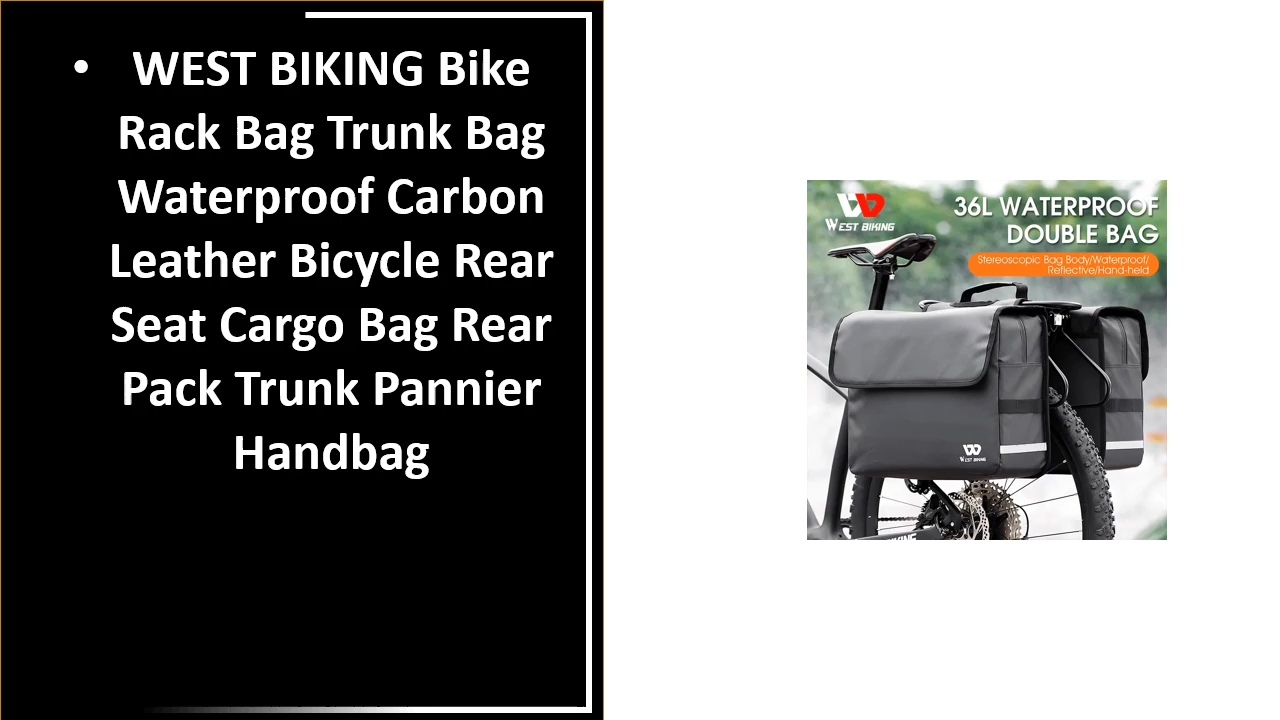 • WEST BIKING Bike
Rack Bag Trunk Bag
Waterproof Carbon
Leather Bicycle Rear
Seat Cargo Bag Rear
Pack Trunk Pannier
Handbag
WEST BIKING
36L WATERPROOF
DOUBLE BAG
Stereoscopic Bag Body/Waterproof/
Reflective/Hand-held
WEST BIKING